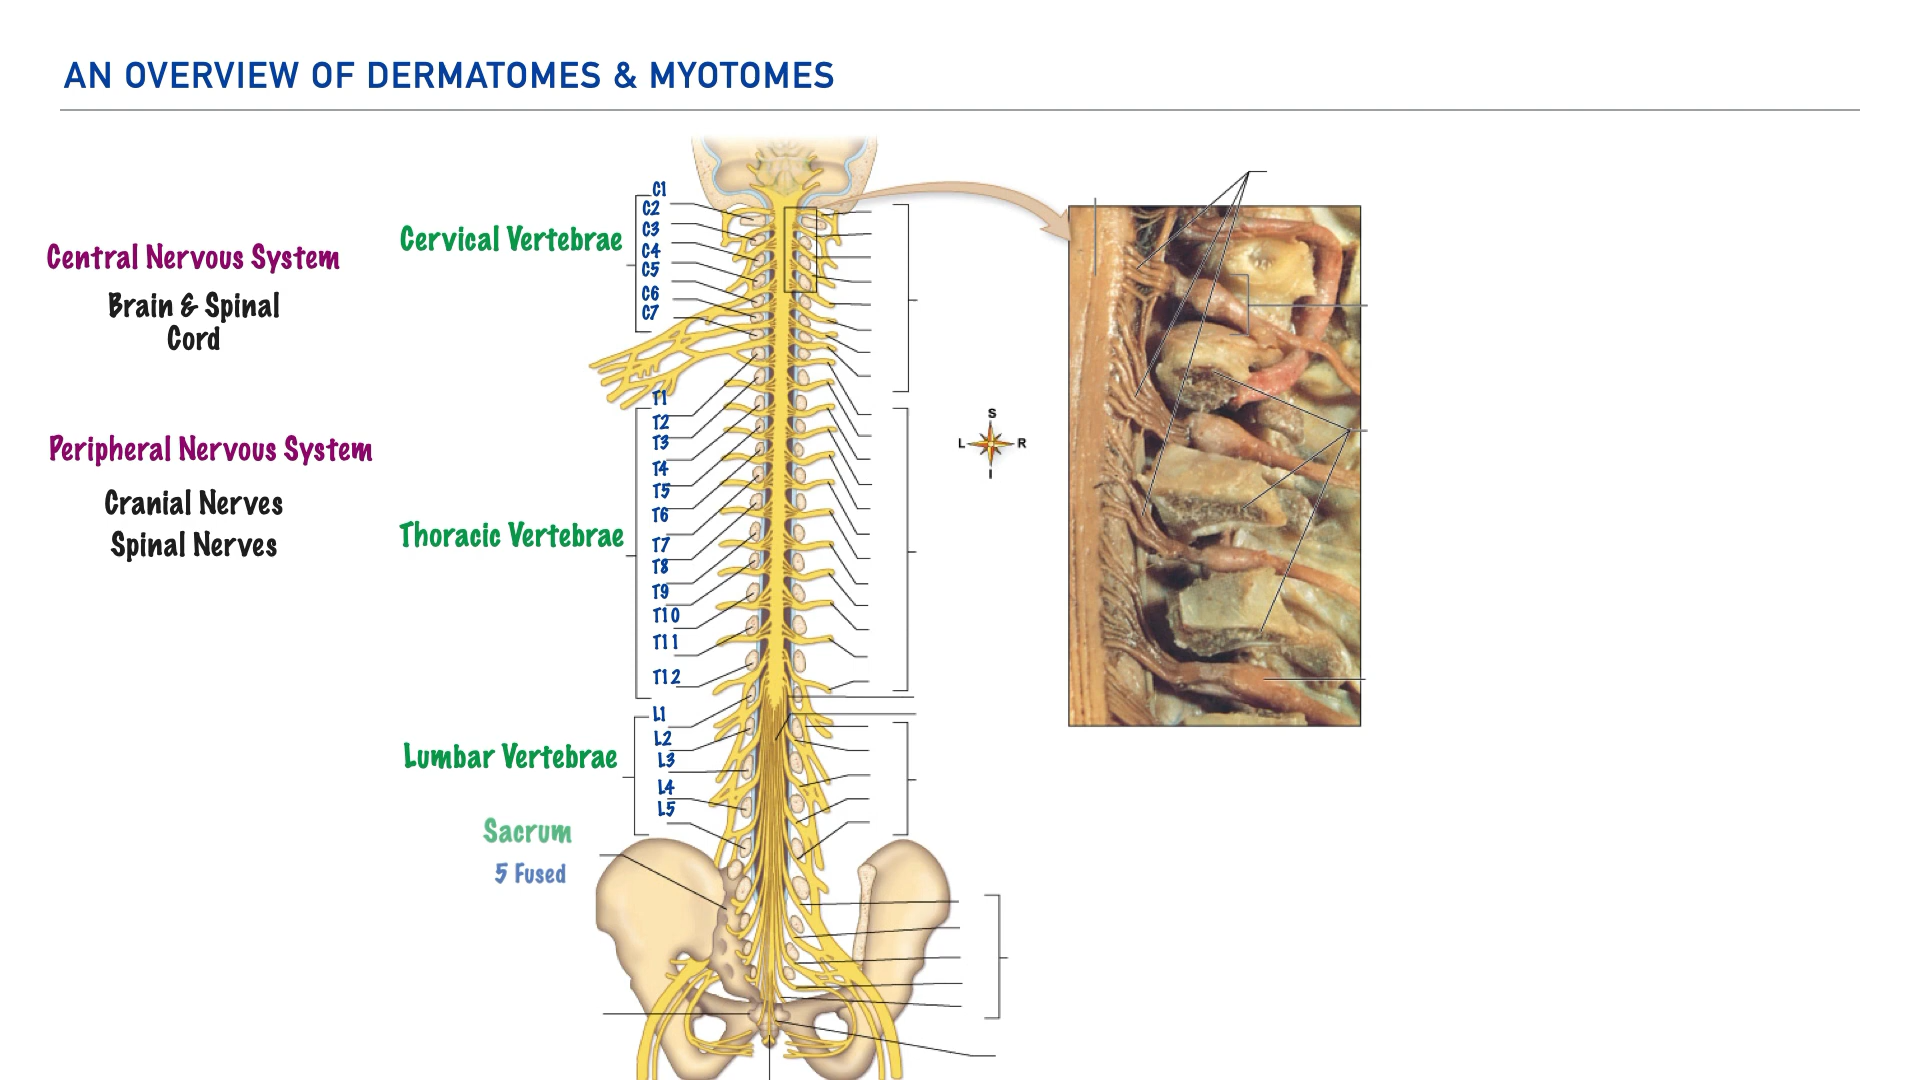 AN OVERVIEW OF DERMATOMES & MYOTOMES
Central Nervous System
Brain & Spinal
Cord
Peripheral Nervous System
Cranial Nerves
Spinal Nerves
Cervical Vertebrae
C1
C2
C3
C4
C5
C6
C7
Thoracic Vertebrae
T1
T2
T3
T4
T5
T6
T7
T8
T9
T10
T11
T12
Lumbar Vertebrae
L1
L2
L3
L4
L5
Sacrum
5 Fused
S
L R
I